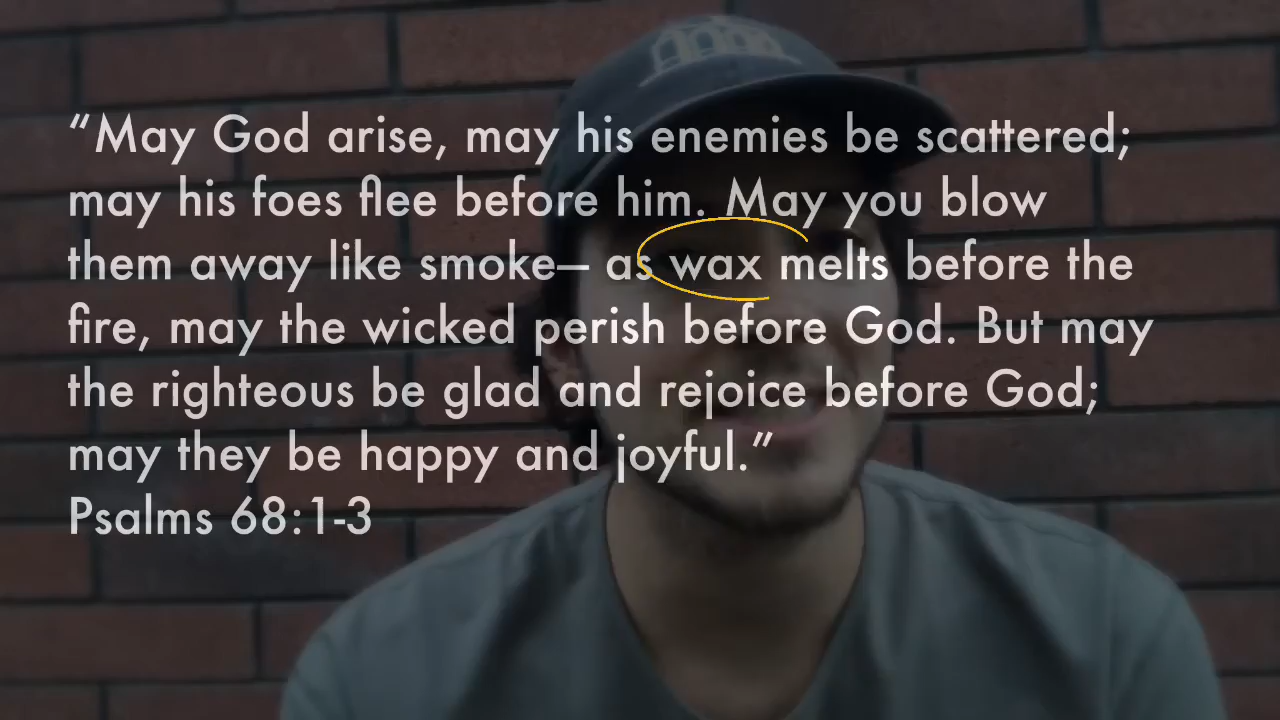 “May God arise, may his enemies be scattered;
may his foes flee before him. May you blow
them away like smoke— as wax melts before the
fire, may the wicked perish before God. But may
the righteous be glad and rejoice before God;
may they be happy and joyful.”
Psalms 68:1-3